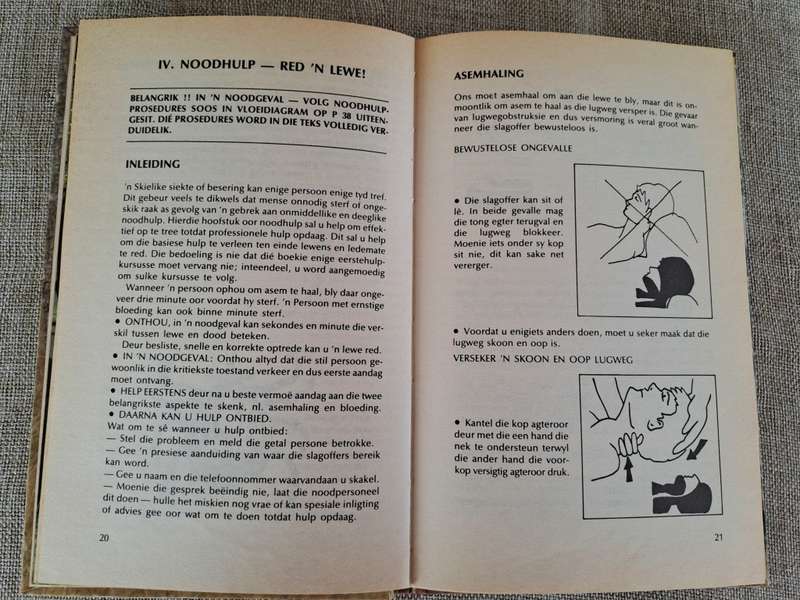 IV. NOODHULP — RED 'N LEWE!
BELANGRIK !! IN 'N NOODGEVAL — VOLG NOODHULP-
PROSEDURES SOOS IN VLOEIDIAGRAM OP P 38 UITEEN-
GESIT. DIÉ PROSEDURES WORD IN DIE TEKS VOLLEDIG VER-
DUIDELIK.
INLEIDING
'n Skielike siekte of besering kan enige persoon enige tyd tref.
Dit gebeur veels te dikwels dat mense onnodig sterf of onge-
skik raak as gevolg van 'n gebrek aan onmiddellike en deeglike
noodhulp. Hierdie hoofstuk oor noodhulp sal u help om effek-
tief op te tree totdat professionele hulp opdaag. Dit sal u help
om die basiese hulp te verleen ten einde lewens en ledemate
te red. Die bedoeling is nie dat dié boekie enige eerstehulp-
kursusse moet vervang nie; inteendeel, u word aangemoedig
om sulke kursusse te volg.
Wanneer 'n persoon ophou om asem te haal, bly daar onge-
veer drie minute oor voordat hy sterf. 'n Persoon met ernstige
bloeding kan ook binne minute sterf.
• ONTHOU, in 'n noodgeval kan sekondes en minute die ver-
skil tussen lewe en dood beteken.
Deur besliste, snelle en korrekte optrede kan u 'n lewe red.
• IN 'N NOODGEVAL: Onthou altyd dat die stil persoon ge-
woonlik in die kritiekste toestand verkeer en dus eerste aandag
moet ontvang.
• HELP EERSTENS deur na u beste vermoë aandag aan die twee
belangrikste aspekte te skenk, nl. asemhaling en bloeding.
• DAARNA KAN U HULP ONTBIED.
Wat om te sê wanneer u hulp ontbied:
— Stel die probleem en meld die getal persone betrokke.
— Gee 'n presiese aanduiding van waar die slagoffers bereik
kan word.
— Gee u naam en die telefoonnommer waarvandaan u skakel.
— Moenie die gesprek beëindig nie, laat die noodpersoneel
dit doen — hulle het miskien nog vrae of kan spesiale inligting
of advies gee oor wat om te doen totdat hulp opdaag.
20
ASEMHALING
Ons moet asemhaal om aan die lewe te bly, maar dit is on-
moontlik om asem te haal as die lugweg versper is. Die gevaar
van lugwegobstruksie en dus versmoring is veral groot wan-
neer die slagoffer bewusteloos is.
BEWUSTELOSE ONGEVALLE
• Die slagoffer kan sit of
lê. In beide gevalle mag
die tong egter terugval en
die lugweg blokkeer.
Moenie iets onder sy kop
sit nie, dit kan sake net
vererger.
• Voordat u enigiets anders doen, moet u seker maak dat die
lugweg skoon en oop is.
VERSEKER 'N SKOON EN OOP LUGWEG
• Kantel die kop agteroor
deur met die een hand die
nek te ondersteun terwyl
die ander hand die voor-
kop versigtig agteroor druk.
21